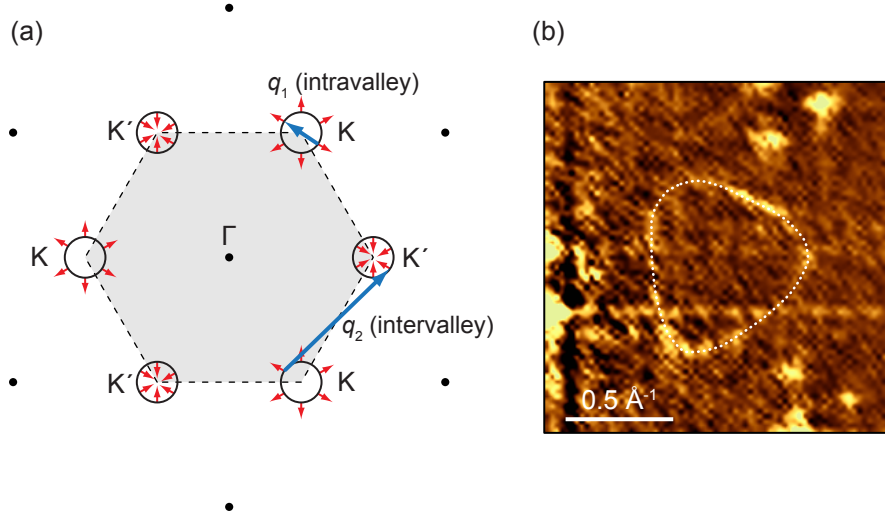 (a)
(b)
q1 (intravalley)
K´
K
K
Γ
K´
q2 (intervalley)
K´
K
0.5 Å-1